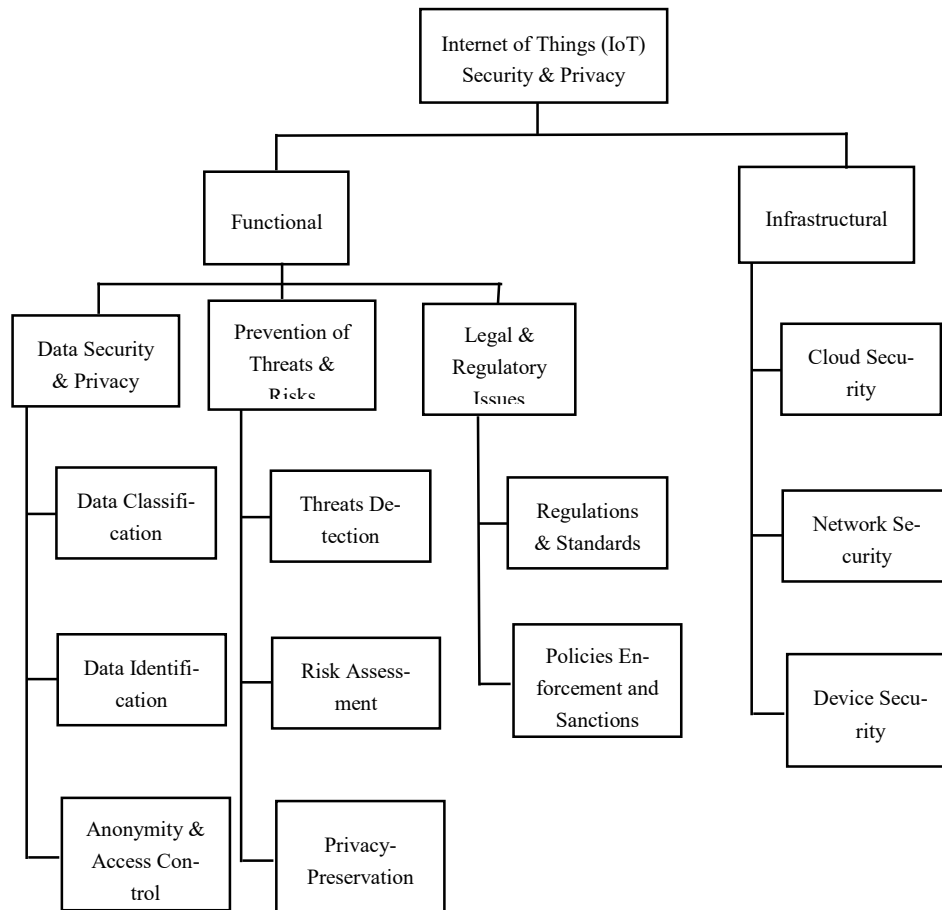 Internet of Things (IoT)
Security & Privacy
Functional
Infrastructural
Data Security
& Privacy
Prevention of
Threats &
Risks
Legal &
Regulatory
Issues
Cloud Secu-
rity
Data Classifi-
cation
Threats De-
tection
Regulations
& Standards
Network Se-
curity
Data Identifi-
cation
Risk Assess-
ment
Policies En-
forcement and
Sanctions
Device Secu-
rity
Anonymity &
Access Con-
trol
Privacy-
Preservation